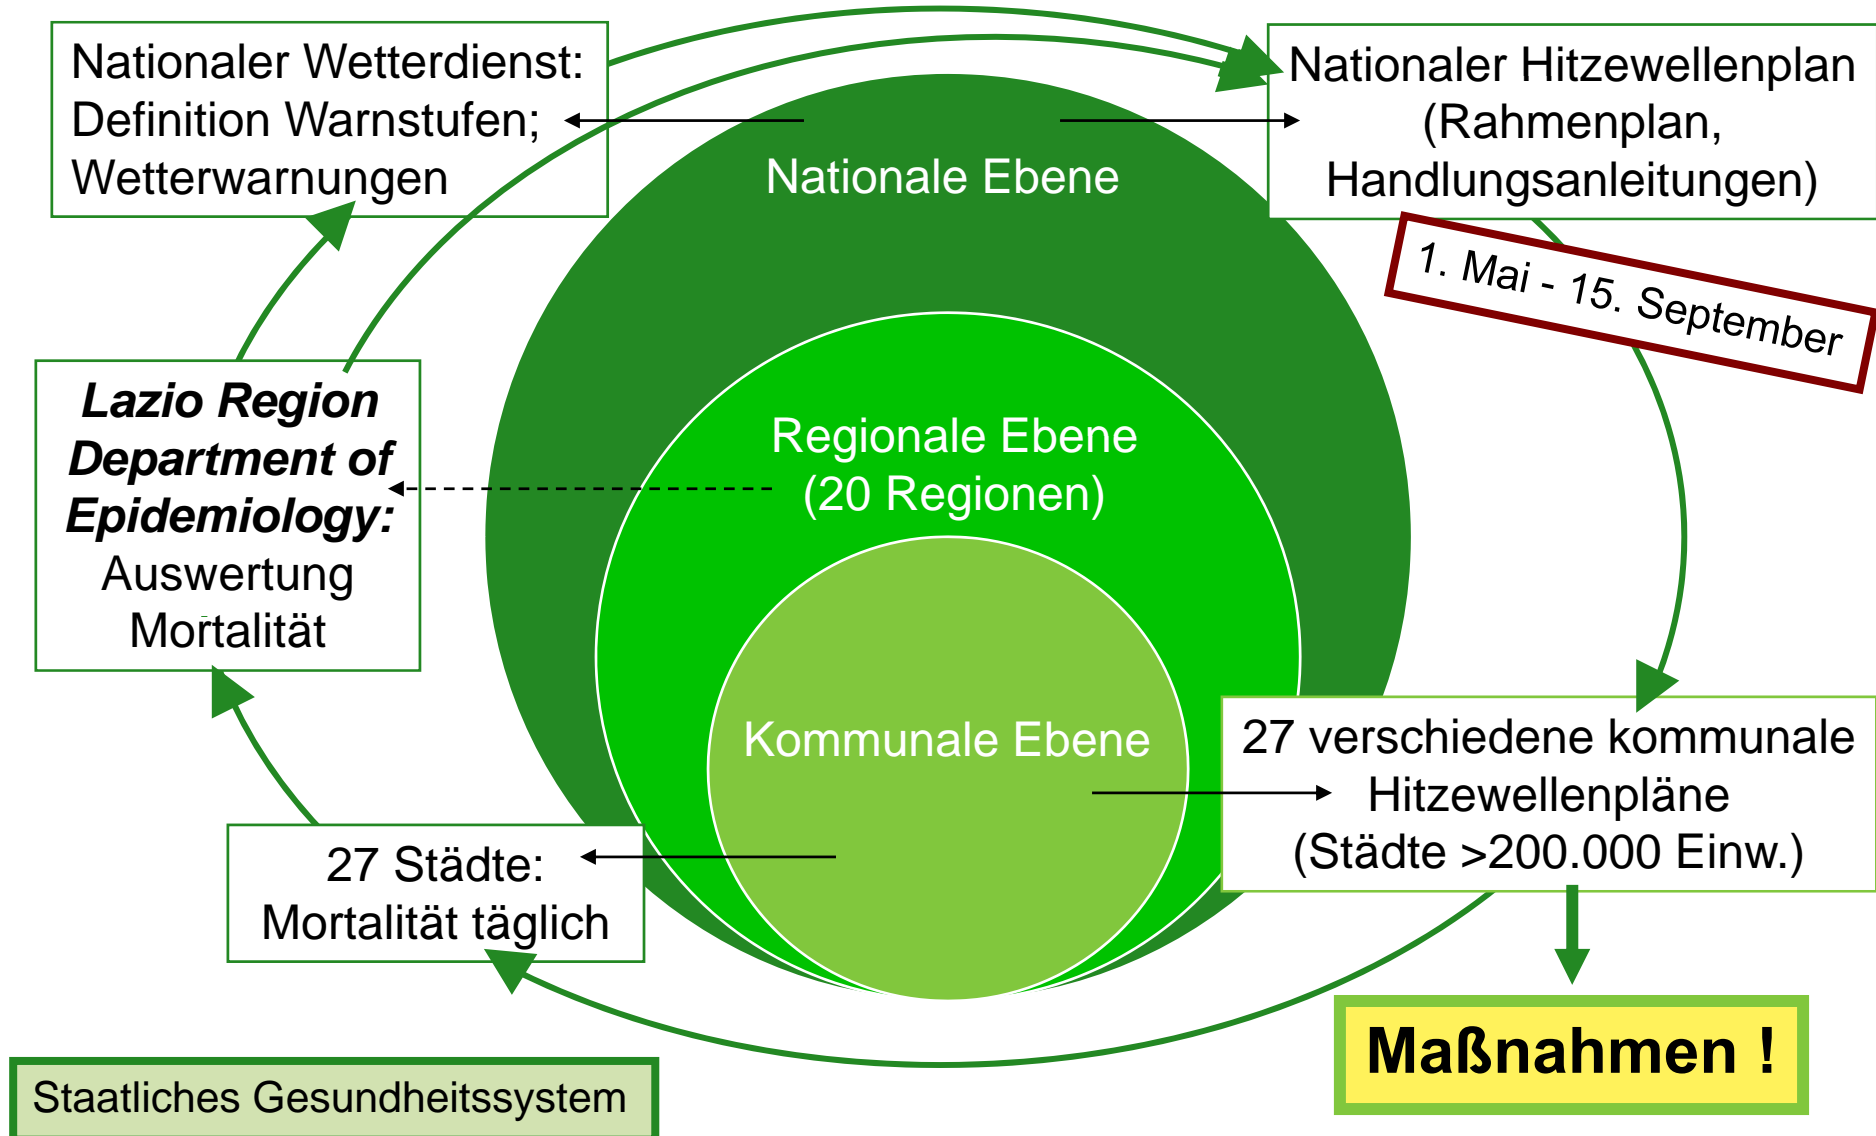 Nationaler Wetterdienst:
Definition Warnstufen;
Wetterwarnungen
Nationaler Hitzewellenplan
(Rahmenplan,
Handlungsanleitungen)
1. Mai - 15. September
Nationale Ebene
Lazio Region
Department of
Epidemiology:
Auswertung
Mortalität
Regionale Ebene
(20 Regionen)
Kommunale Ebene
27 verschiedene kommunale
Hitzewellenpläne
(Städte >200.000 Einw.)
27 Städte:
Mortalität täglich
Maßnahmen !
Staatliches Gesundheitssystem